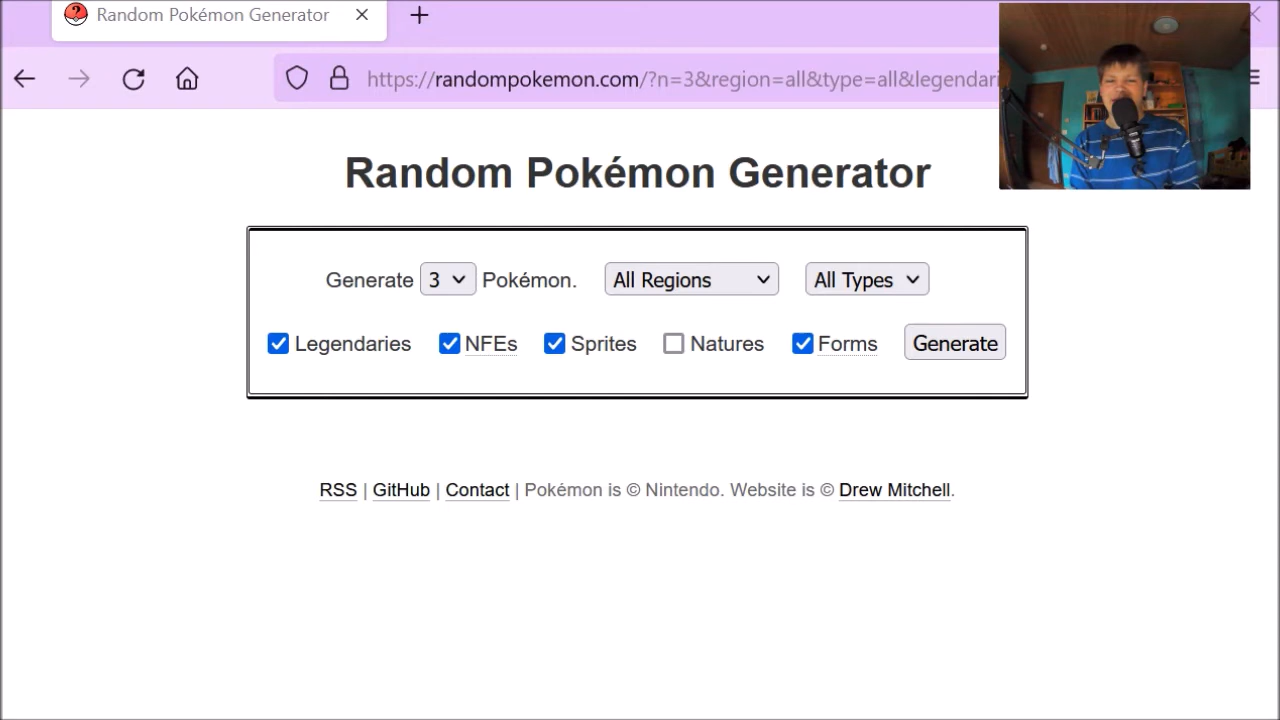 Random Pokémon Generator
https://randompokemon.com/?n=3&region=all&type=all&legendari
Random Pokémon Generator
Generate 3 Pokémon. All Regions All Types
Legendaries NFEs Sprites Natures Forms Generate
RSS | GitHub | Contact | Pokémon is © Nintendo. Website is © Drew Mitchell.